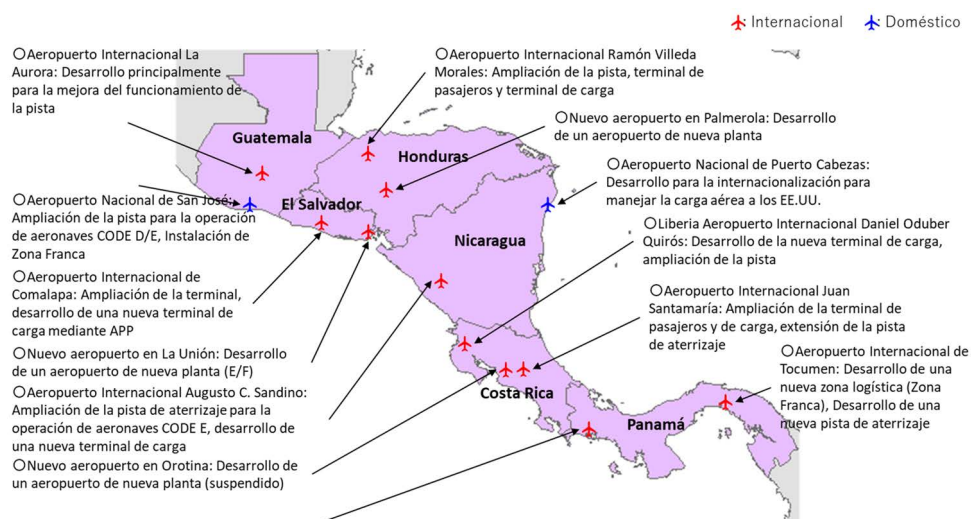 Internacional
Doméstico
○Aeropuerto Internacional La
Aurora: Desarrollo principalmente
para la mejora del funcionamiento de
la pista
○Aeropuerto Internacional Ramón Villeda
Morales: Ampliación de la pista, terminal de
pasajeros y terminal de carga
○Nuevo aeropuerto en Palmerola: Desarrollo
de un aeropuerto de nueva planta
Guatemala
Honduras
○Aeropuerto Nacional de Puerto Cabezas:
Desarrollo para la internacionalización para
manejar la carga aérea a los EE.UU.
○Aeropuerto Nacional de San José:
Ampliación de la pista para la operación
de aeronaves CODE D/E, Instalación de
Zona Franca
El Salvador
Nicaragua
○Liberia Aeropuerto Internacional Daniel Oduber
Quirós: Desarrollo de la nueva terminal de carga,
ampliación de la pista
○Aeropuerto Internacional de
Comalapa: Ampliación de la terminal,
desarrollo de una nueva terminal de
carga mediante APP
○Aeropuerto Internacional Juan
Santamaría: Ampliación de la terminal de
pasajeros y de carga, extensión de la pista
de aterrizaje
○Nuevo aeropuerto en La Unión: Desarrollo
de un aeropuerto de nueva planta (E/F)
○Aeropuerto Internacional de
Tocumen: Desarrollo de una
nueva zona logística (Zona
Franca), Desarrollo de una
nueva pista de aterrizaje
○Aeropuerto Internacional Augusto C. Sandino:
Ampliación de la pista de aterrizaje para la
operación de aeronaves CODE E, desarrollo de
una nueva terminal de carga
Costa Rica
Panamá
○Nuevo aeropuerto en Orotina: Desarrollo de
un aeropuerto de nueva planta (suspendido)